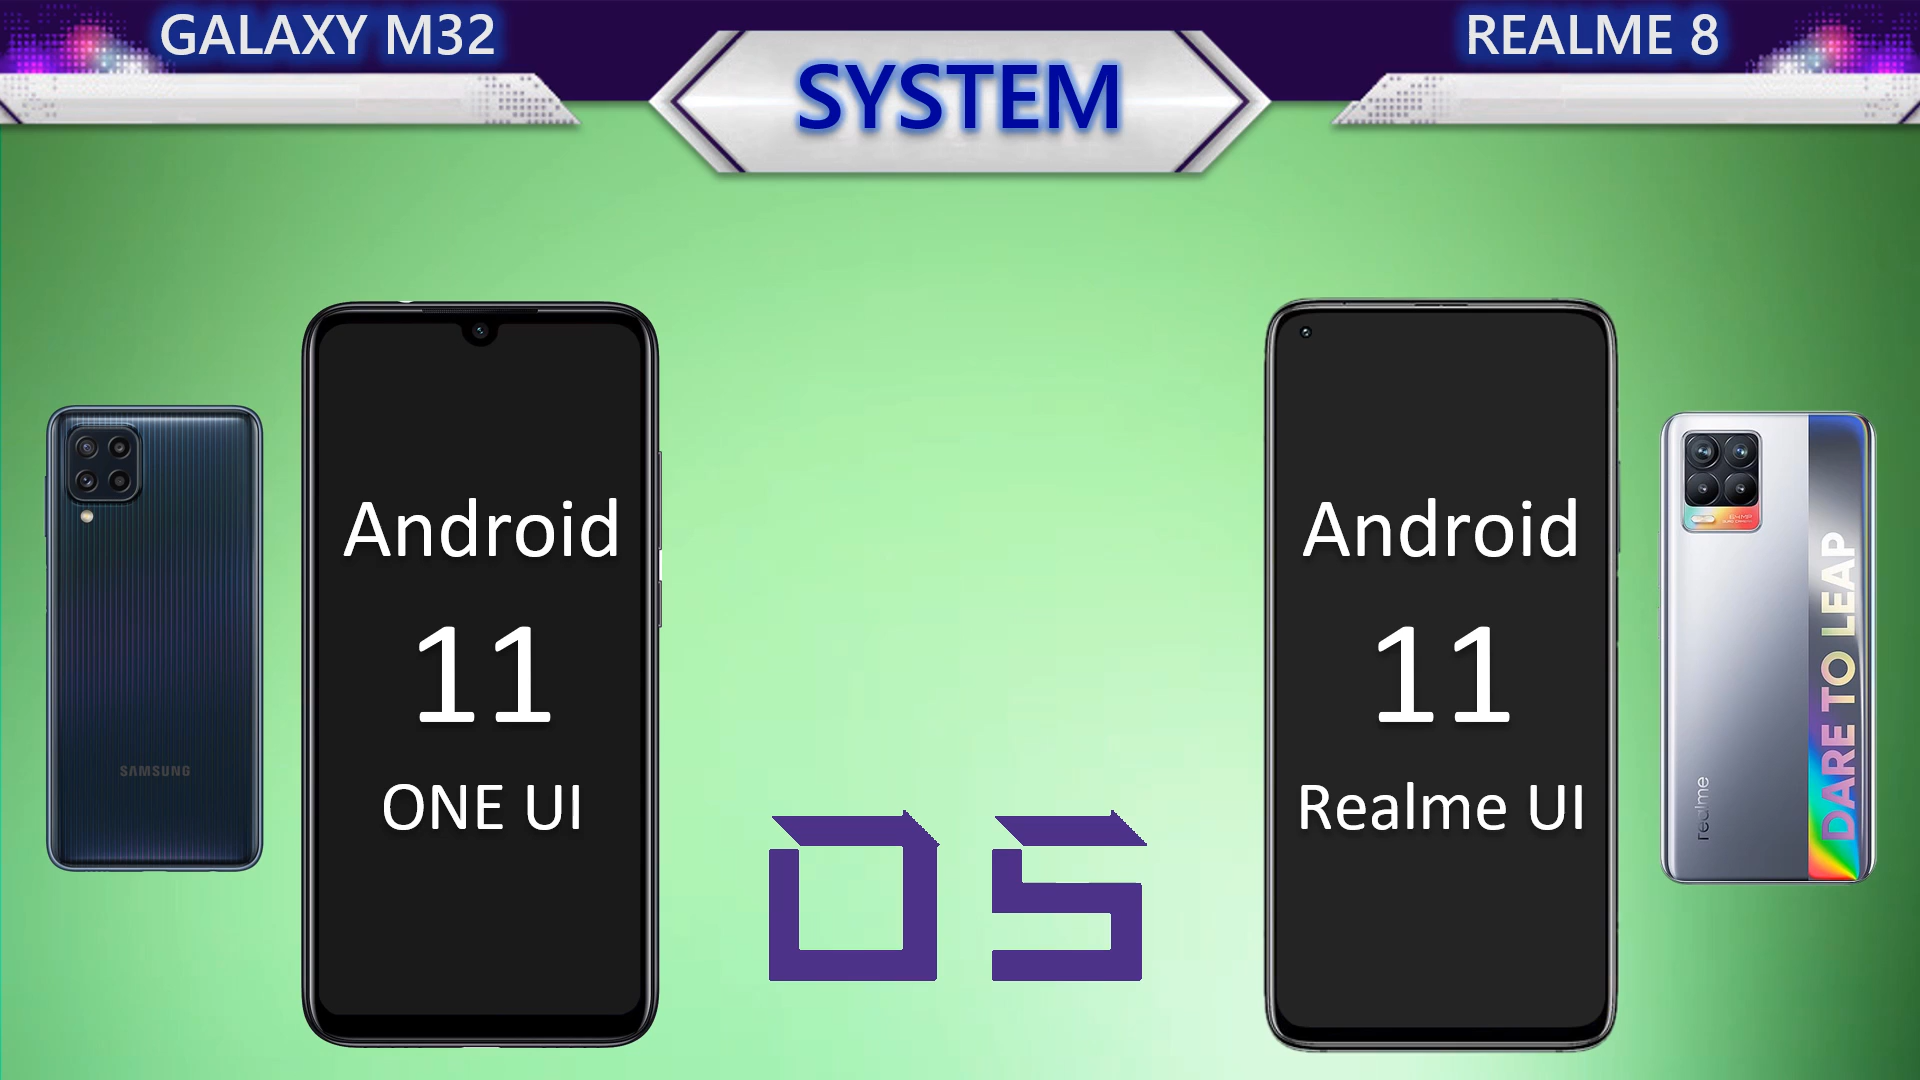 GALAXY M32
SYSTEM
REALME 8
Android
11
ONE UI
Android
11
Realme UI
SAMSUNG
realme
DARE TO LEAP
OS